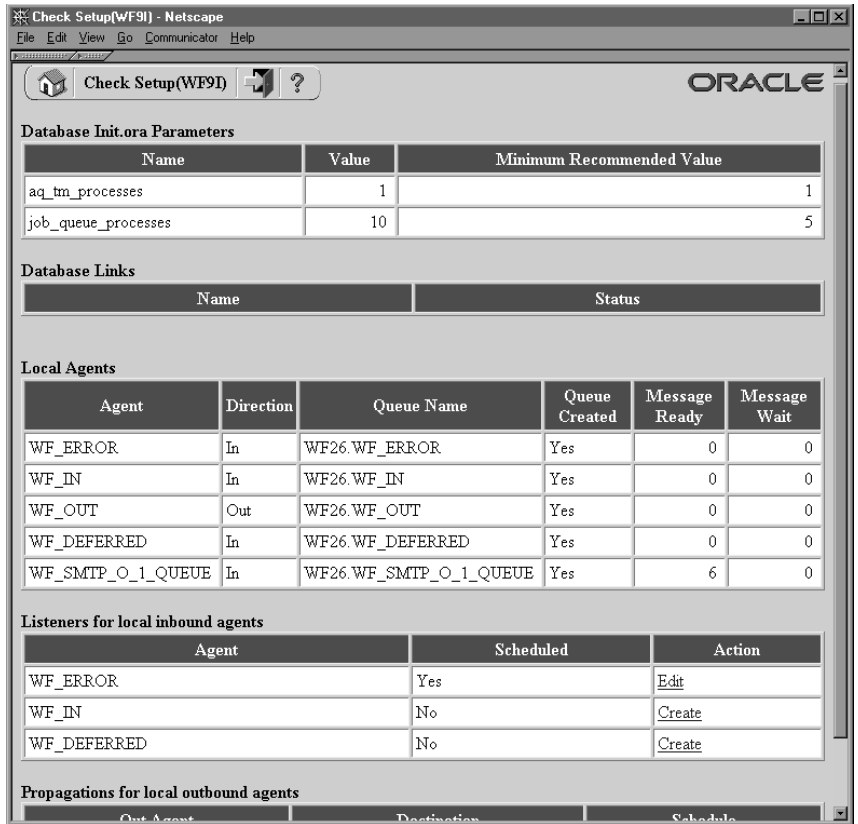 Check Setup(WF9I) - Netscape
File Edit View Go Communicator Help
Check Setup(WF9I) ?
ORACLE
Database Init.ora Parameters
Name Value Minimum Recommended Value
aq_tm_processes 1 1
job_queue_processes 10 5
Database Links
Name Status
Local Agents
Agent Direction Queue Name Queue Created Message Ready Message Wait
WF_ERROR In WF26.WF_ERROR Yes 0 0
WF_IN In WF26.WF_IN Yes 0 0
WF_OUT Out WF26.WF_OUT Yes 0 0
WF_DEFERRED In WF26.WF_DEFERRED Yes 0 0
WF_SMTP_O_1_QUEUE In WF26.WF_SMTP_O_1_QUEUE Yes 6 0
Listeners for local inbound agents
Agent Scheduled Action
WF_ERROR Yes Edit
WF_IN No Create
WF_DEFERRED No Create
Propagations for local outbound agents
Out Agent Destination Schedule